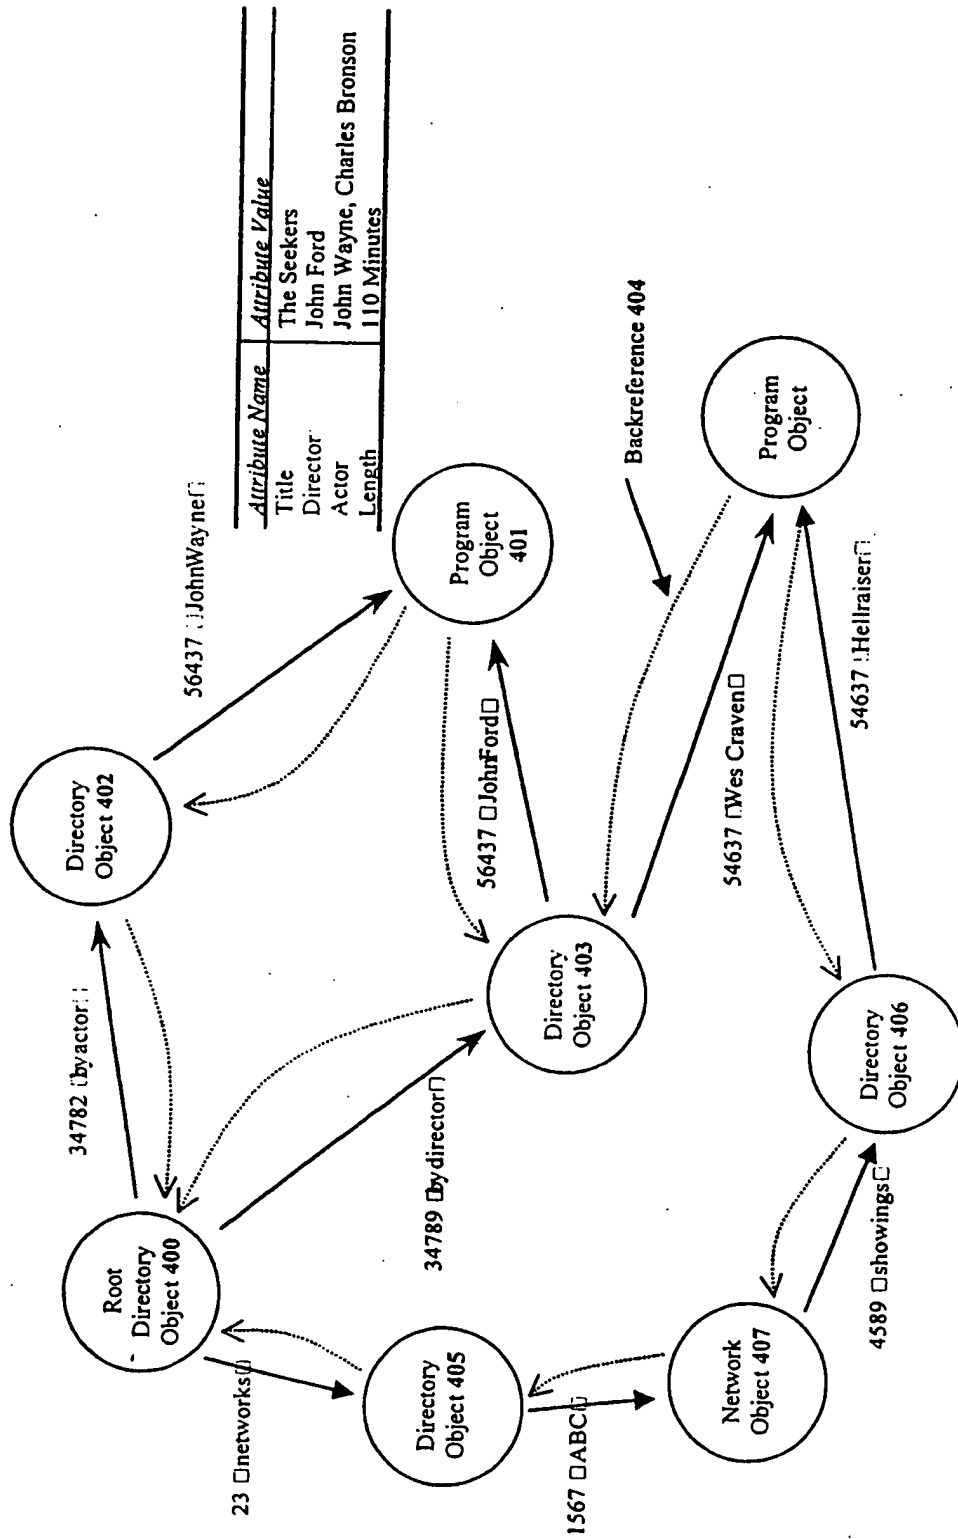 Attribute Name Attribute Value
Title The Seekers
Director John Ford
Actor John Wayne, Charles Bronson
Length 110 Minutes
34782 □byactor□
56437 □JohnWayne□
Root
Directory
Object 400
Directory
Object 402
Program
Object
401
23 □networks□
34789 □bydirector□
56437 □JohnFord□
Backreference 404
Directory
Object 405
Directory
Object 403
1567 □ABC□
54637 □Wes Craven□
Program
Object
Network
Object 407
54637 □Hellraiser□
Directory
Object 406
4589 □showings□